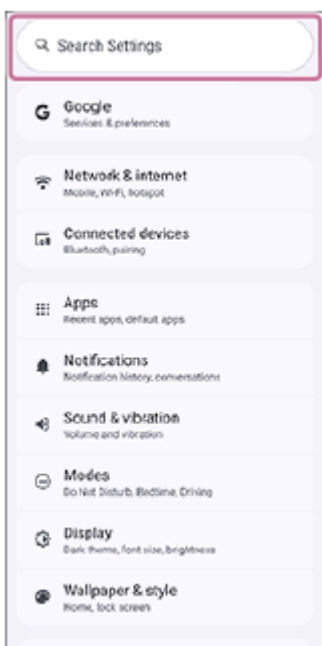 Search Settings
Google
Services & preferences
Network & internet
Mobile, Wi-Fi, hotspot
Connected devices
Bluetooth, pairing
Apps
Recent apps, default apps
Notifications
Notification history, conversations
Sound & vibration
Volume and vibration
Modes
Do Not Disturb, Bedtime, Driving
Display
Dark theme, font size, brightness
Wallpaper & style
Home, lock screen